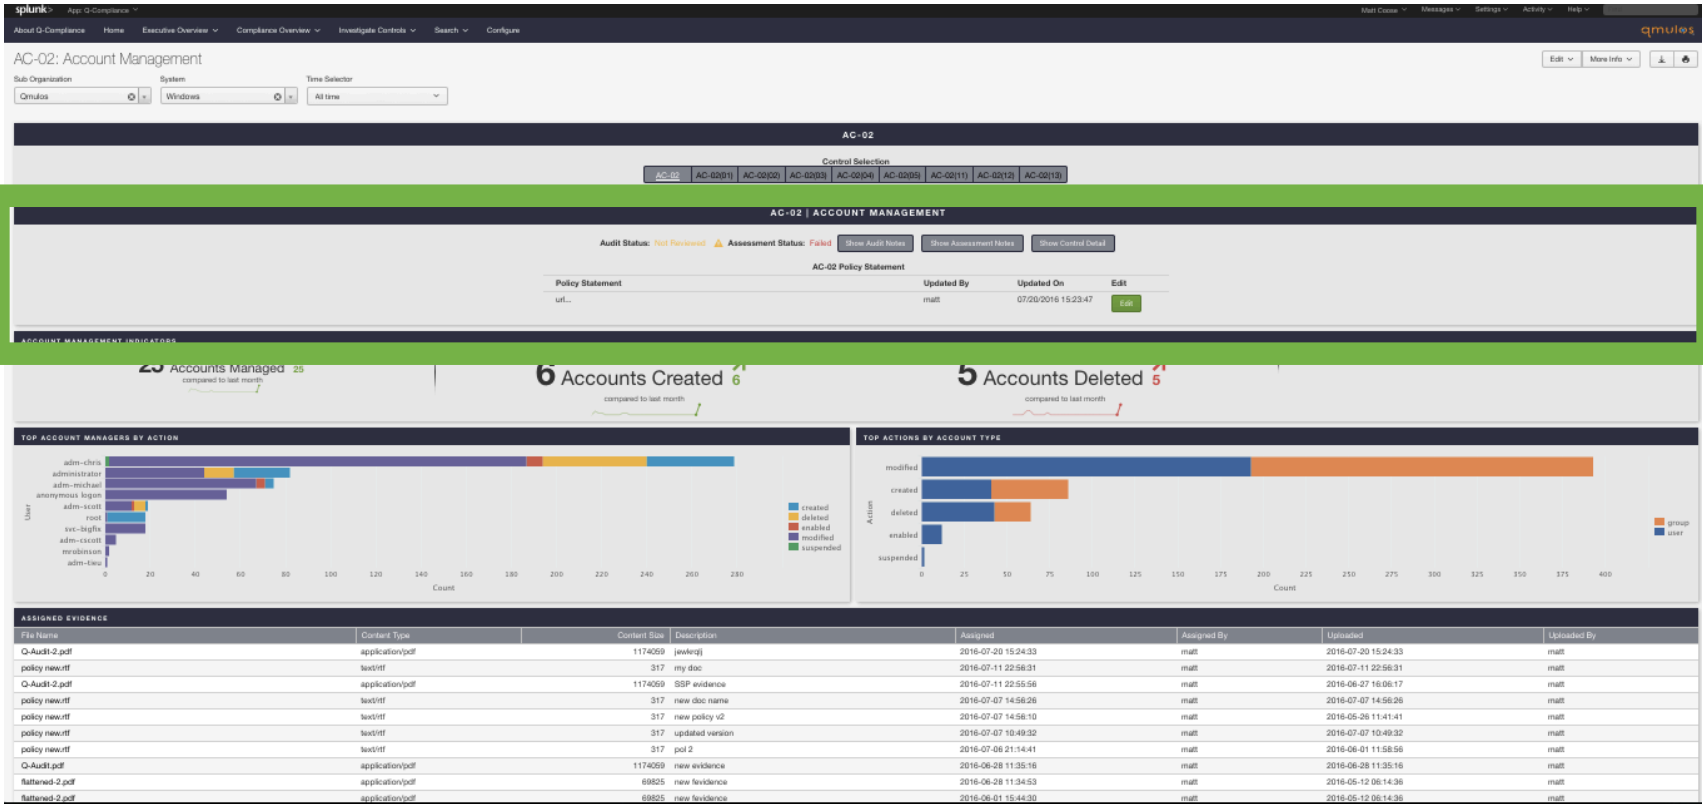 splunk> App: Q-Compliance Matt Coose Messages Settings Activity Help
About Q-Compliance Home Executive Overview Compliance Overview Investigate Controls Search Configure qmulos
AC-02: Account Management Edit More Info
Sub Organization System Time Selector
Qmulos Windows All time
AC-02
Control Selection
AC-02 AC-02(01) AC-02(02) AC-02(03) AC-02(04) AC-02(05) AC-02(11) AC-02(12) AC-02(13)
AC-02 | ACCOUNT MANAGEMENT
Audit Status: Not Reviewed Assessment Status: Failed Show Audit Notes Show Assessment Notes Show Control Detail
AC-02 Policy Statement
Policy Statement Updated By Updated On Edit
url... matt 07/20/2016 15:23:47 Edit
ACCOUNT MANAGEMENT INDICATORS
25 Accounts Managed 25
compared to last month
6 Accounts Created 6
compared to last month
5 Accounts Deleted 5
compared to last month
TOP ACCOUNT MANAGERS BY ACTION
User
adm-chris
administrator
adm-michael
anonymous logon
adm-scott
root
svc-bigfix
adm-cscott
mrobinson
adm-tieu
0 20 40 60 80 100 120 140 160 180 200 220 240 260 280
Count
created
deleted
enabled
modified
suspended
TOP ACTIONS BY ACCOUNT TYPE
Action
modified
created
deleted
enabled
suspended
0 25 50 75 100 125 150 175 200 225 250 275 300 325 350 375 400
Count
group
user
ASSIGNED EVIDENCE
File Name Content Type Content Size Description Assigned Assigned By Uploaded Uploaded By
Q-Audit-2.pdf application/pdf 1174059 jewkrqlj 2016-07-20 15:24:33 matt 2016-07-20 15:24:33 matt
policy new.rtf text/rtf 317 my doc 2016-07-11 22:56:31 matt 2016-07-11 22:56:31 matt
Q-Audit-2.pdf application/pdf 1174059 SSP evidence 2016-07-11 22:55:56 matt 2016-06-27 16:06:17 matt
policy new.rtf text/rtf 317 new doc name 2016-07-07 14:56:26 matt 2016-07-07 14:56:26 matt
policy new.rtf text/rtf 317 new policy v2 2016-07-07 14:56:10 matt 2016-05-26 11:41:41 matt
policy new.rtf text/rtf 317 updated version 2016-07-07 10:49:32 matt 2016-07-07 10:49:32 matt
policy new.rtf text/rtf 317 pol 2 2016-07-06 21:14:41 matt 2016-06-01 11:58:56 matt
Q-Audit.pdf application/pdf 1174059 new evidence 2016-06-28 11:35:16 matt 2016-06-28 11:35:16 matt
flattened-2.pdf application/pdf 69825 new fevidence 2016-06-28 11:34:53 matt 2016-05-12 06:14:36 matt
flattened-2.pdf application/pdf 69825 new fevidence 2016-06-01 15:44:30 matt 2016-05-12 06:14:36 matt